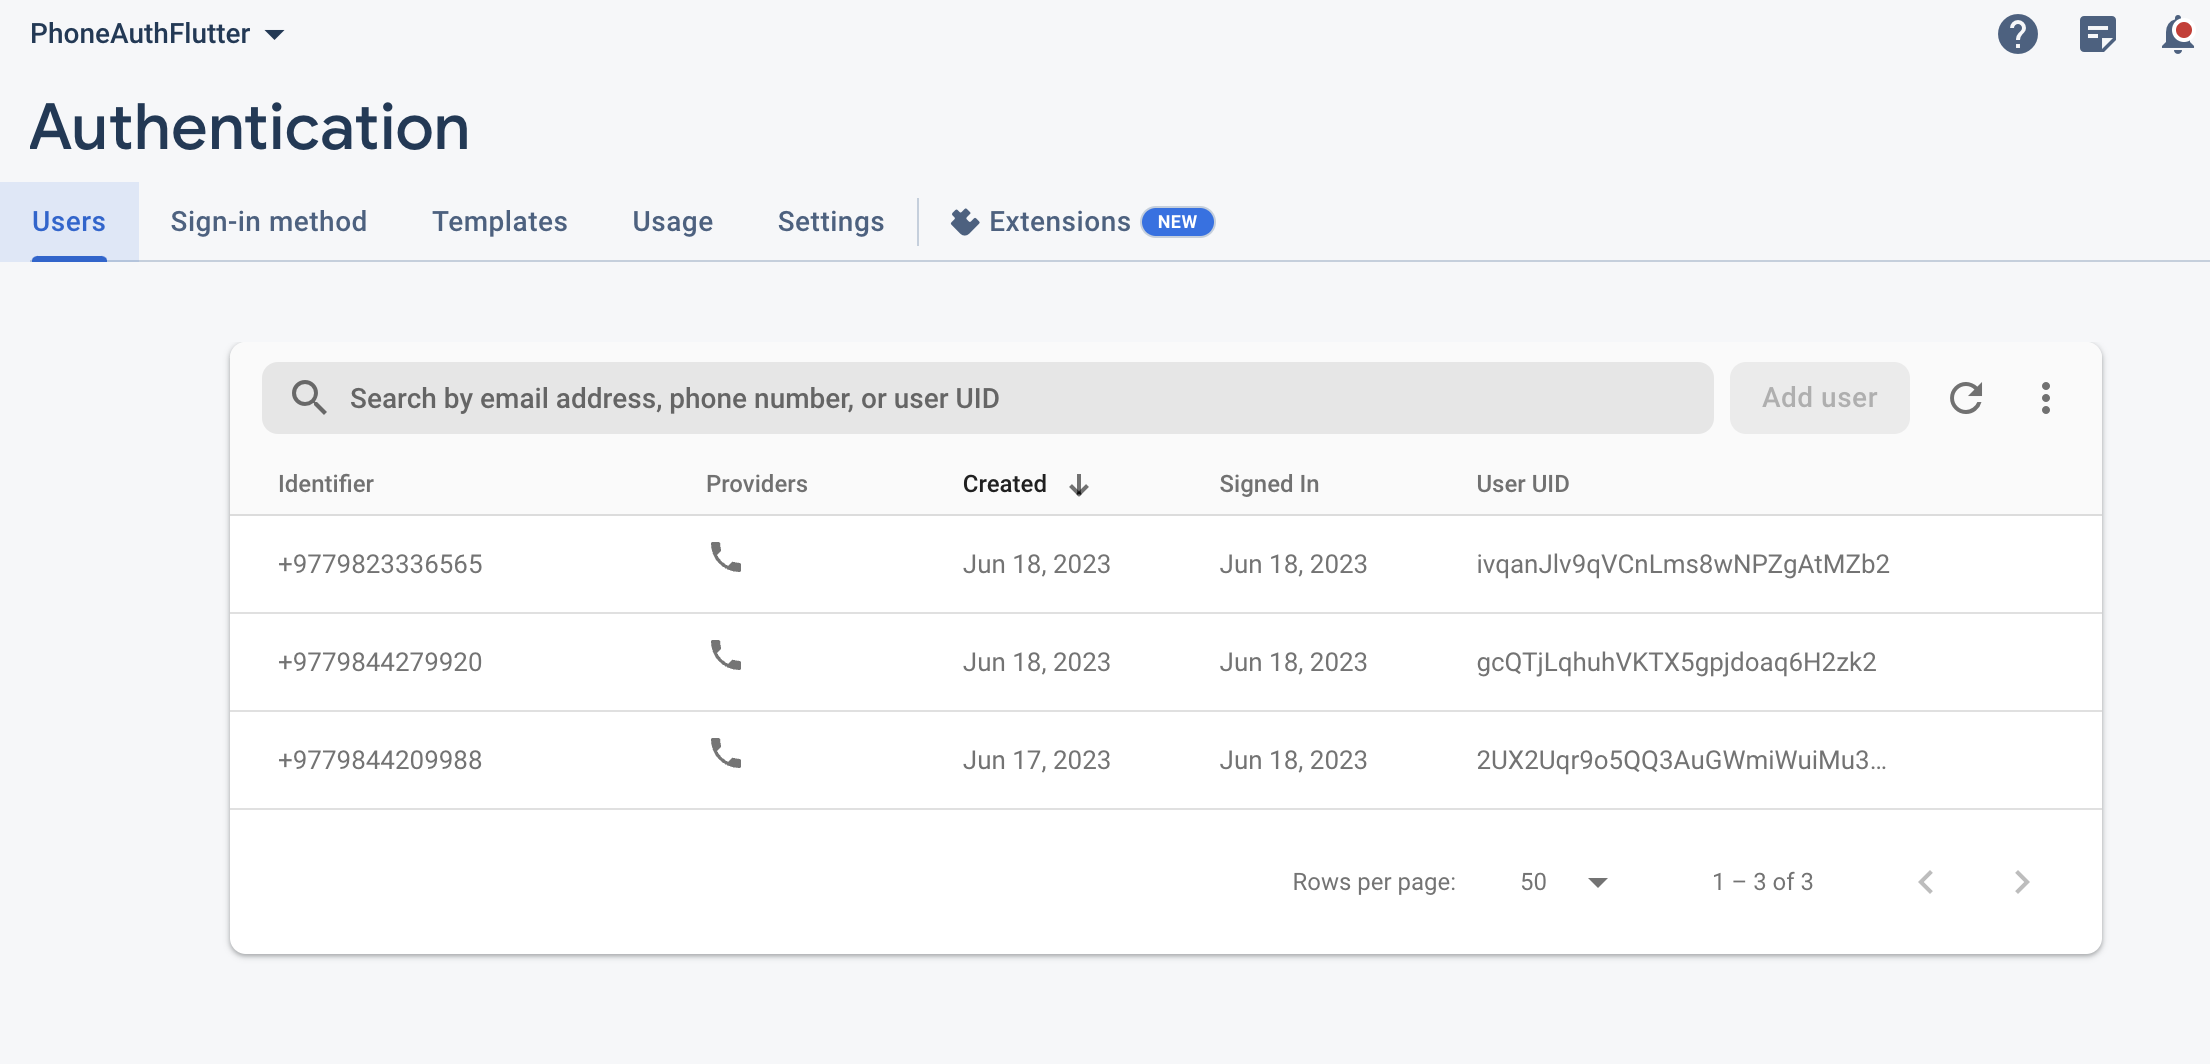 PhoneAuthFlutter
Authentication
Users Sign-in method Templates Usage Settings Extensions NEW
Search by email address, phone number, or user UID Add user
Identifier Providers Created Signed In User UID
+9779823336565 Jun 18, 2023 Jun 18, 2023 ivqanJlv9qVCnLms8wNPZgAtMZb2
+9779844279920 Jun 18, 2023 Jun 18, 2023 gcQTjLqhuhVKTX5gpjdoaq6H2zk2
+9779844209988 Jun 17, 2023 Jun 18, 2023 2UX2Uqr9o5QQ3AuGWmiWuiMu3...
Rows per page: 50 1 – 3 of 3